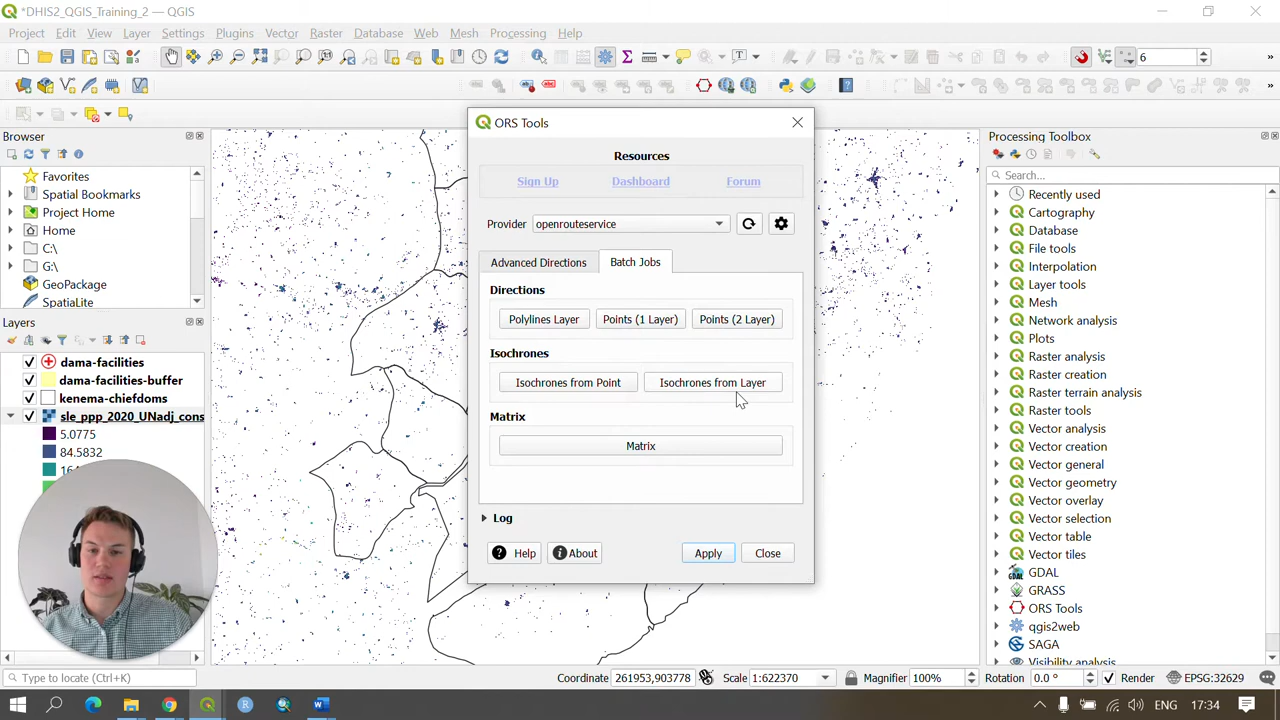 *DHIS2_QGIS_Training_2 — QGIS
Project Edit View Layer Settings Plugins Vector Raster Database Web Mesh Processing Help
6
Browser
Favorites
Spatial Bookmarks
Project Home
Home
C:\
G:\
GeoPackage
SpatiaLite
Layers
dama-facilities
dama-facilities-buffer
kenema-chiefdoms
sle_ppp_2020_UNadj_cons
5.0775
84.5832
Type to locate (Ctrl+K)
ORS Tools
Resources
Sign Up Dashboard Forum
Provider openrouteservice
Advanced Directions Batch Jobs
Directions
Polylines Layer Points (1 Layer) Points (2 Layer)
Isochrones
Isochrones from Point Isochrones from Layer
Matrix
Matrix
Log
Help About Apply Close
Processing Toolbox
Search...
Recently used
Cartography
Database
File tools
Interpolation
Layer tools
Mesh
Network analysis
Plots
Raster analysis
Raster creation
Raster terrain analysis
Raster tools
Vector analysis
Vector creation
Vector general
Vector geometry
Vector overlay
Vector selection
Vector table
Vector tiles
GDAL
GRASS
ORS Tools
qgis2web
SAGA
Visibility analysis
Coordinate 261953,903778 Scale 1:622370 Magnifier 100% Rotation 0.0 ° Render EPSG:32629
ENG 17:34